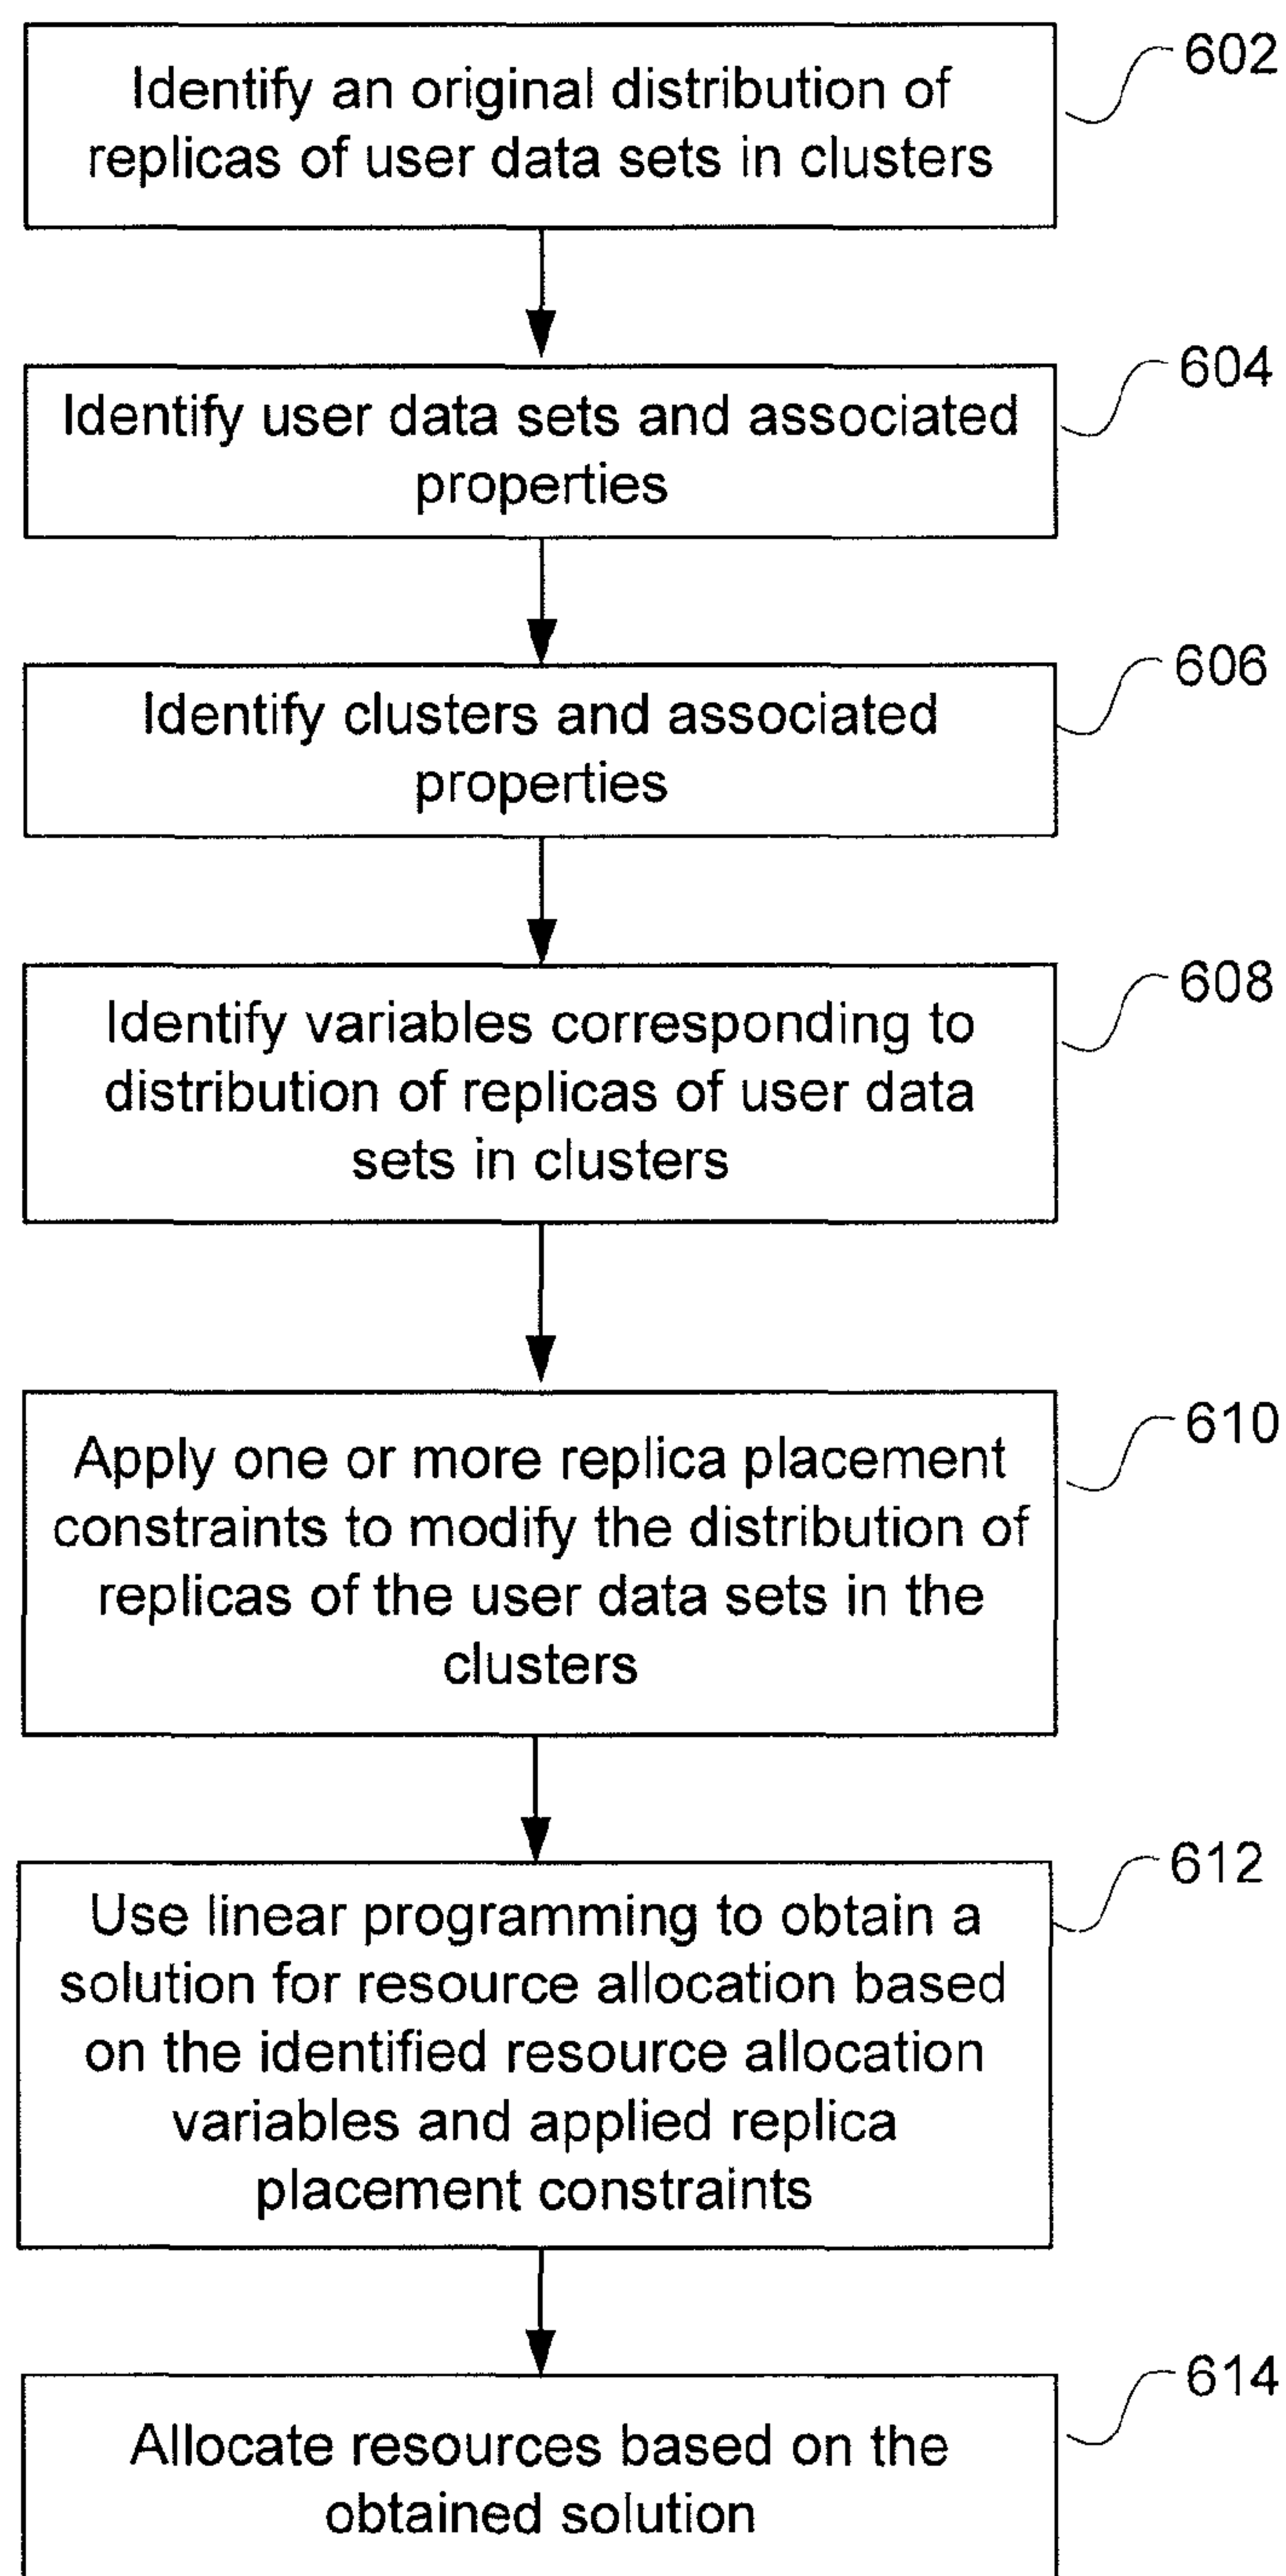 Identify an original distribution of
replicas of user data sets in clusters
602
Identify user data sets and associated
properties
604
Identify clusters and associated
properties
606
Identify variables corresponding to
distribution of replicas of user data
sets in clusters
608
Apply one or more replica placement
constraints to modify the distribution of
replicas of the user data sets in the
clusters
610
Use linear programming to obtain a
solution for resource allocation based
on the identified resource allocation
variables and applied replica
placement constraints
612
Allocate resources based on the
obtained solution
614